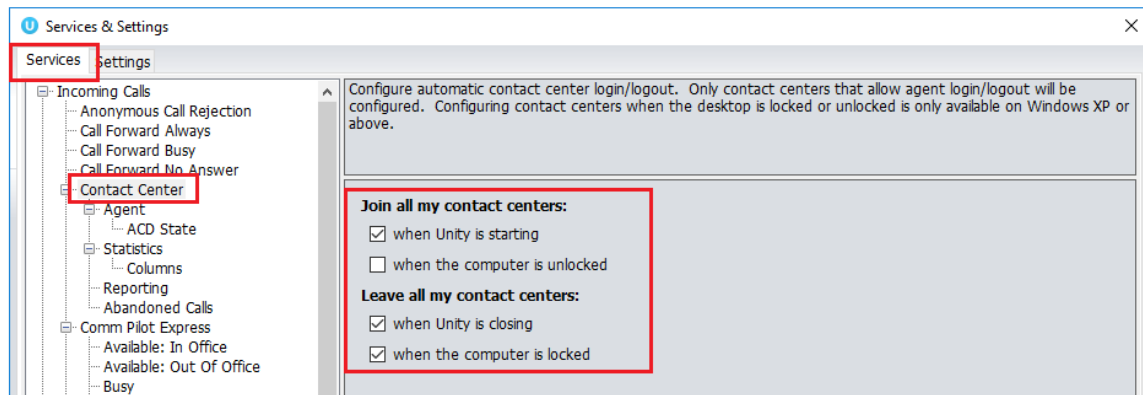 Services & Settings
Services Settings
Incoming Calls
Anonymous Call Rejection
Call Forward Always
Call Forward Busy
Call Forward No Answer
Contact Center
Agent
ACD State
Statistics
Columns
Reporting
Abandoned Calls
Comm Pilot Express
Available: In Office
Available: Out Of Office
Busy
Configure automatic contact center login/logout. Only contact centers that allow agent login/logout will be
configured. Configuring contact centers when the desktop is locked or unlocked is only available on Windows XP or
above.
Join all my contact centers:
when Unity is starting
when the computer is unlocked
Leave all my contact centers:
when Unity is closing
when the computer is locked